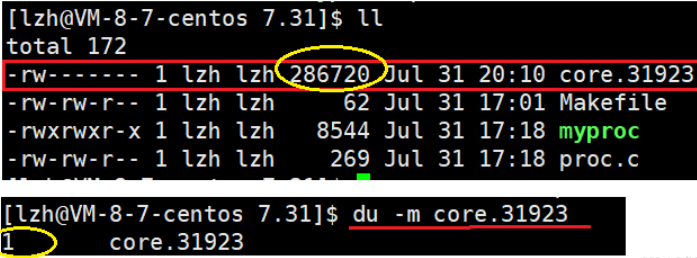 [lzh@VM-8-7-centos 7.31]$ ll
total 172
-rw------- 1 lzh lzh 286720 Jul 31 20:10 core.31923
-rw-rw-r-- 1 lzh lzh     62 Jul 31 17:01 Makefile
-rwxrwxr-x 1 lzh lzh   8544 Jul 31 17:18 myproc
-rw-rw-r-- 1 lzh lzh    269 Jul 31 17:18 proc.c
[lzh@VM-8-7-centos 7.31]$ du -m core.31923
1       core.31923